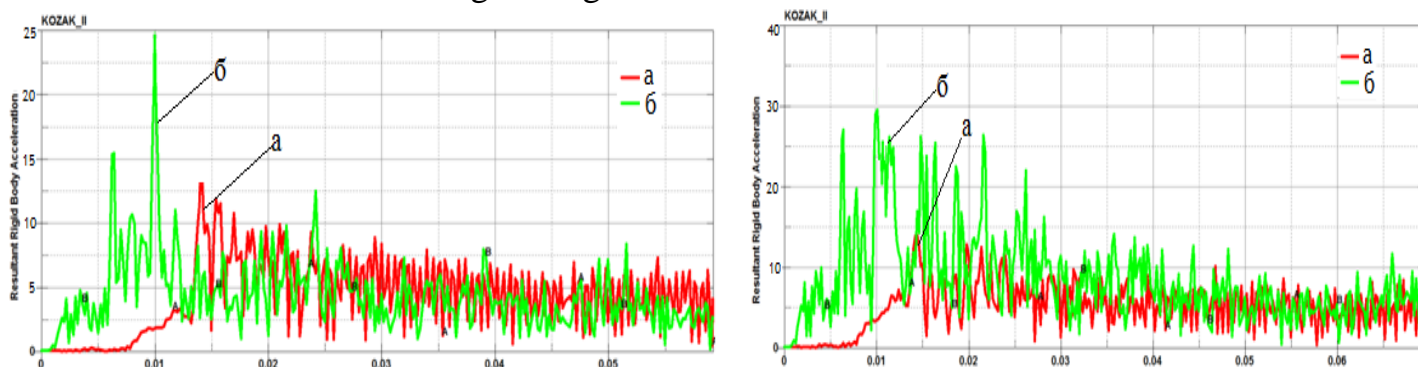 KOZAK_II
Resultant Rigid Body Acceleration
25
20
15
10
5
0
0
0.01
0.02
0.03
0.04
0.05
б
а
а
б
B
A
B
A
B
A
B
A
B
KOZAK_II
Resultant Rigid Body Acceleration
40
30
20
10
0
0
0.01
0.02
0.03
0.04
0.05
0.06
б
а
а
б
B
A
B
A
B
A
B
A
B